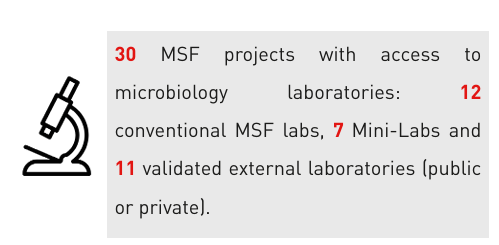 30 MSF projects with access to
microbiology laboratories: 12
conventional MSF labs, 7 Mini-Labs and
11 validated external laboratories (public
or private).